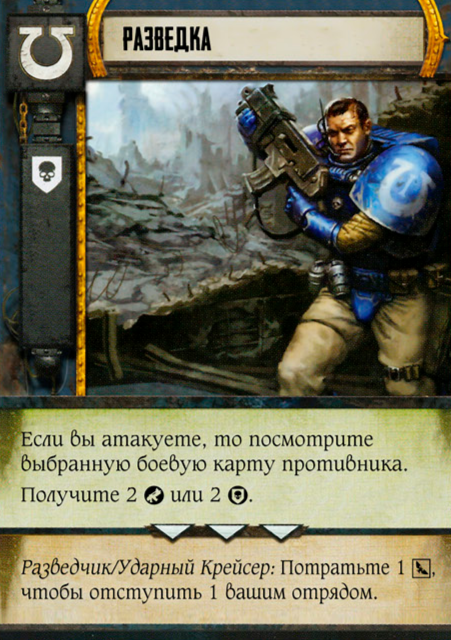 РАЗВЕДКА
Если вы атакуете, то посмотрите
выбранную боевую карту противника.
Получите 2 или 2 .
Разведчик/Ударный Крейсер: Потратьте 1 ,
чтобы отступить 1 вашим отрядом.